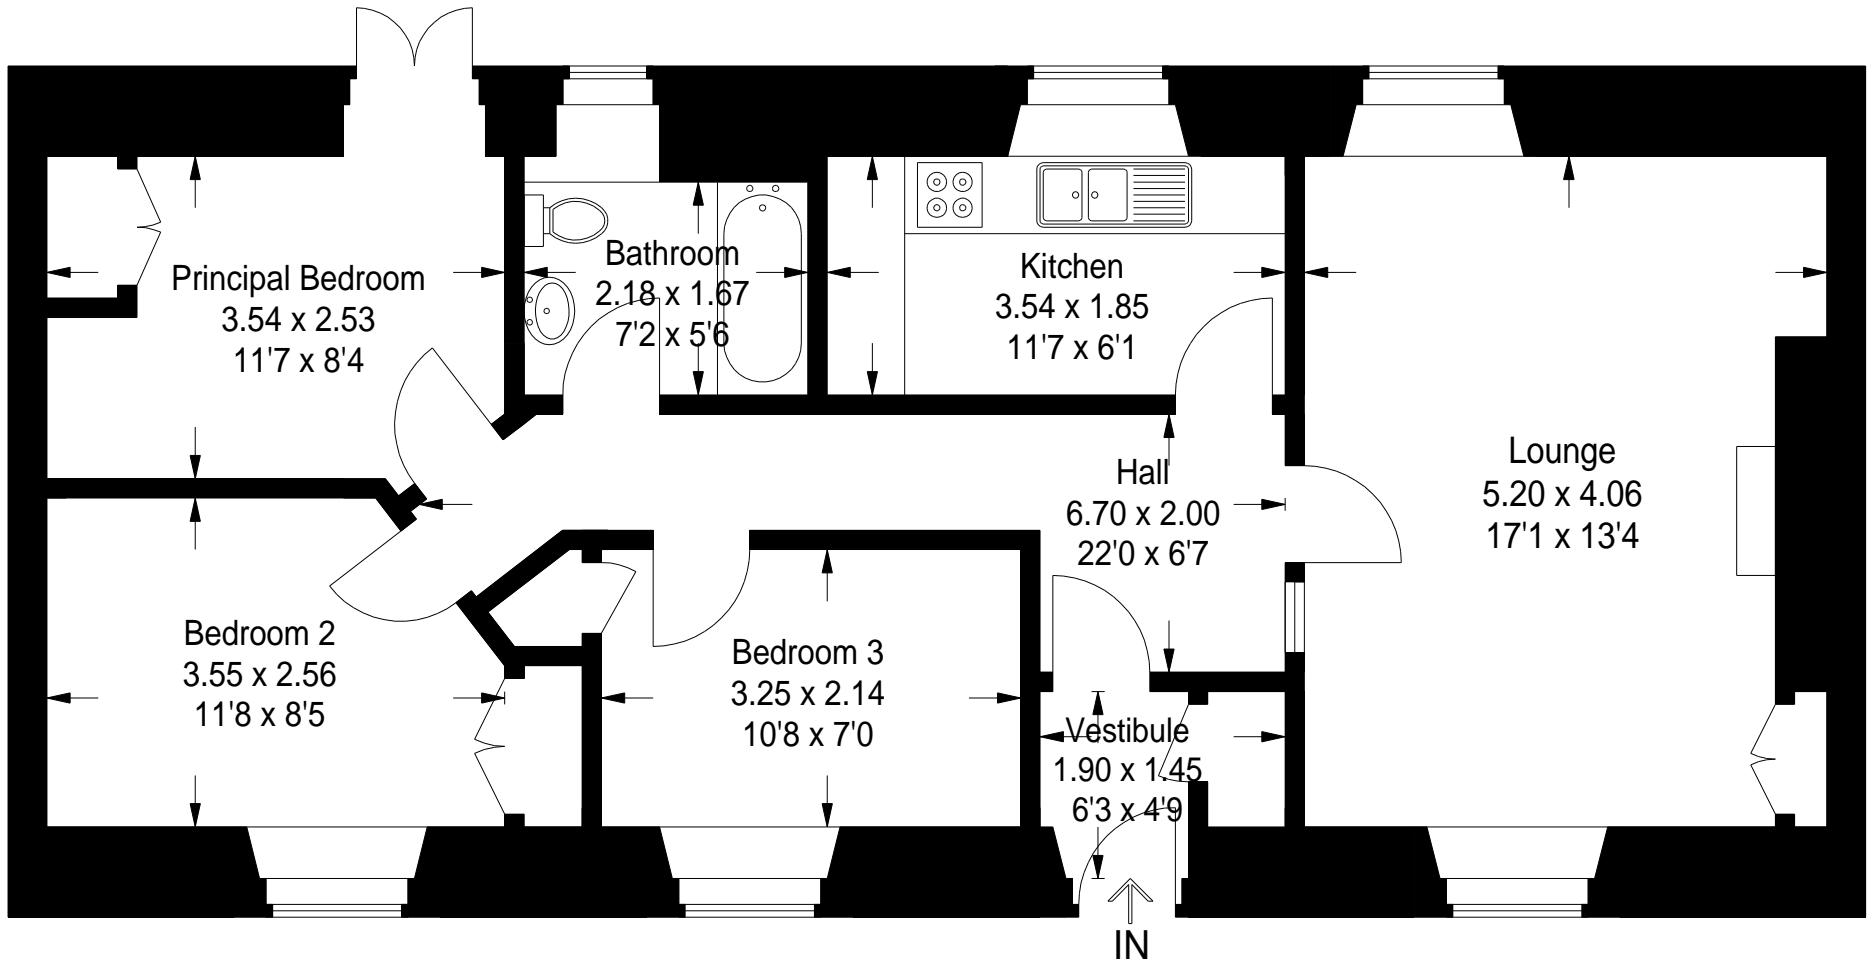 Principal Bedroom
3.54 x 2.53
11'7 x 8'4
Bathroom
2.18 x 1.67
7'2 x 5'6
Kitchen
3.54 x 1.85
11'7 x 6'1
Lounge
5.20 x 4.06
17'1 x 13'4
Hall
6.70 x 2.00
22'0 x 6'7
Bedroom 2
3.55 x 2.56
11'8 x 8'5
Bedroom 3
3.25 x 2.14
10'8 x 7'0
Vestibule
1.90 x 1.45
6'3 x 4'9
IN